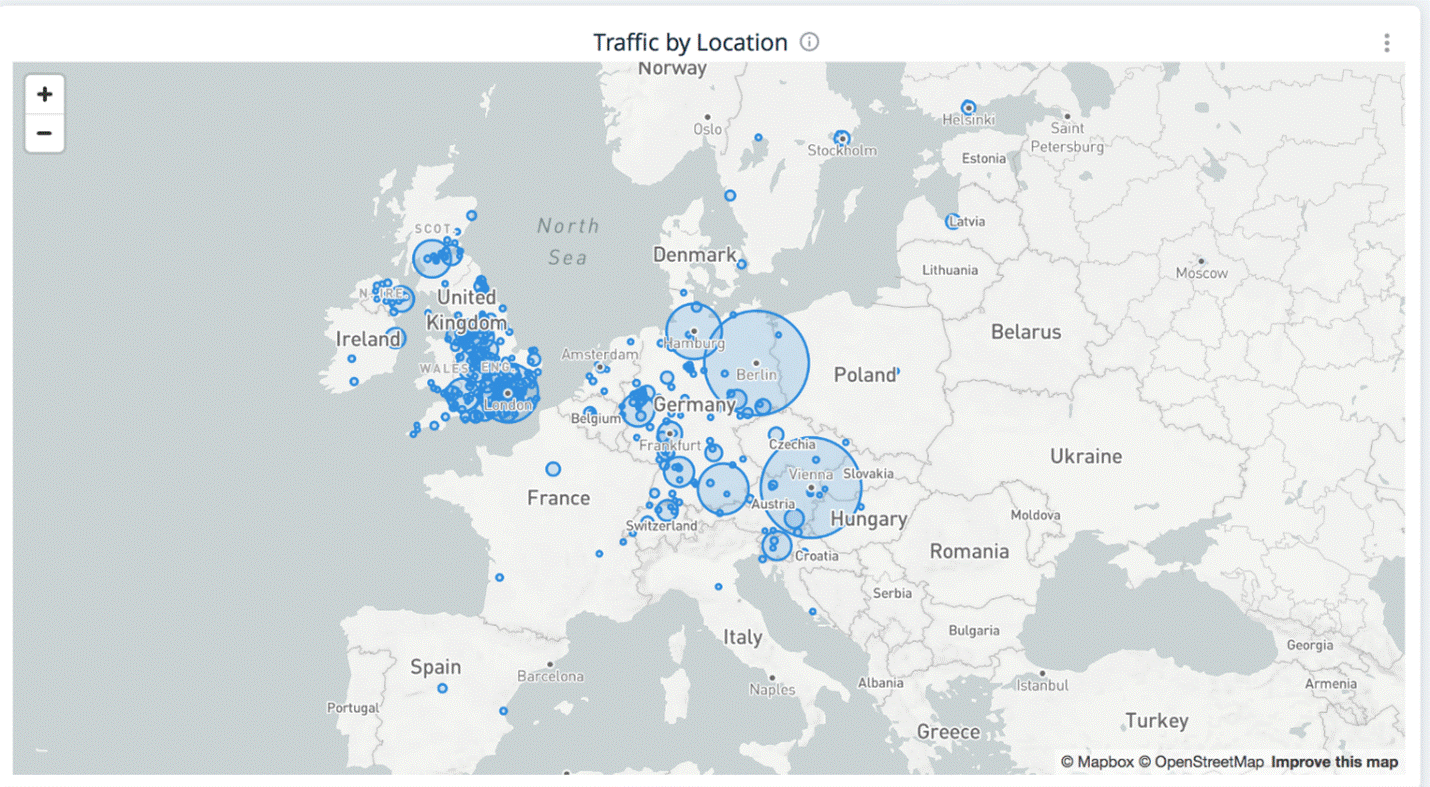 Traffic by Location
+
−
Norway
Oslo
Stockholm
Helsinki
Saint
Petersburg
Estonia
SCOT.
North
Sea
Denmark
Latvia
Lithuania
Moscow
N. IRE.
United
Kingdom
Ireland
WALES
ENG.
London
Amsterdam
Hamburg
Berlin
Poland
Belarus
Belgium
Germany
Frankfurt
Czechia
Ukraine
France
Vienna
Slovakia
Austria
Hungary
Moldova
Switzerland
Croatia
Romania
Serbia
Bulgaria
Italy
Georgia
Spain
Barcelona
Naples
Albania
Istanbul
Armenia
Portugal
Greece
Turkey
© Mapbox © OpenStreetMap Improve this map